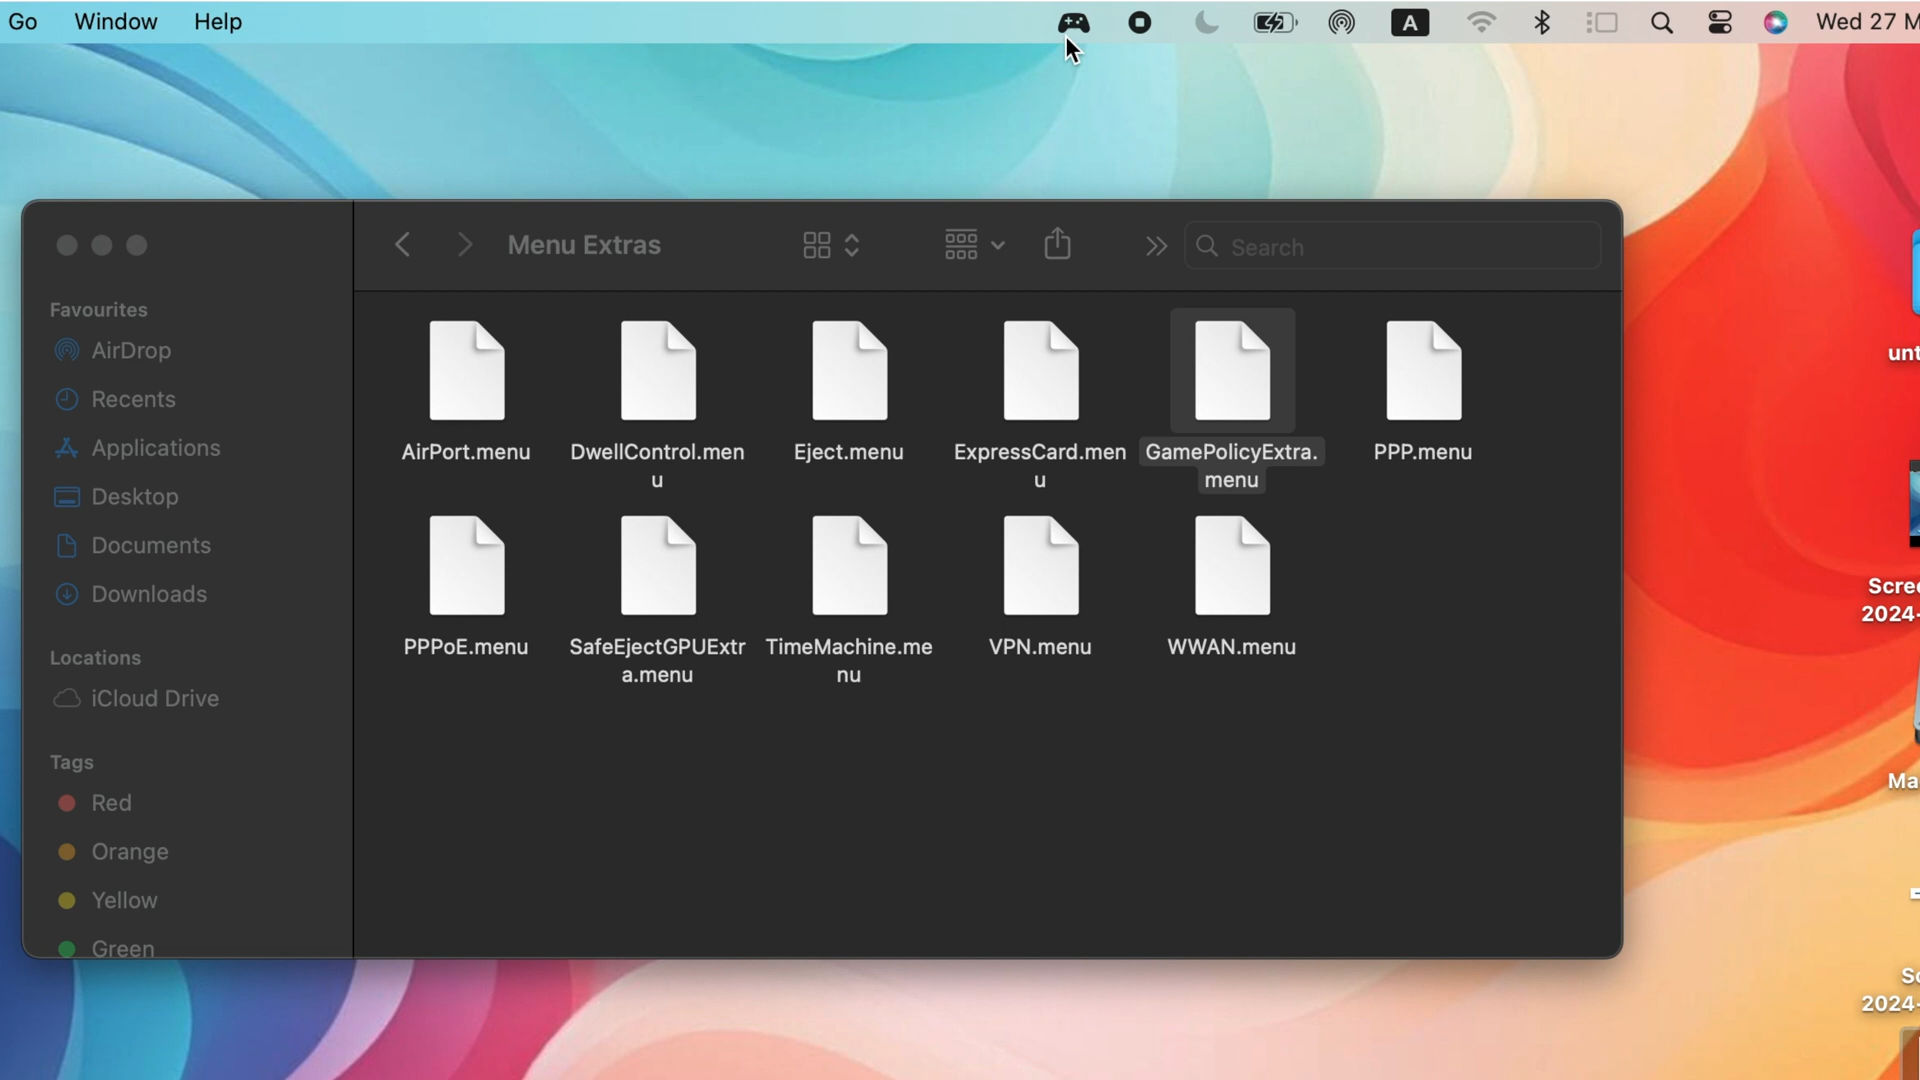 Go Window Help A Wed 27 M
Menu Extras Search
Favourites
AirDrop
Recents
Applications
Desktop
Documents
Downloads
Locations
iCloud Drive
Tags
Red
Orange
Yellow
Green
AirPort.menu
DwellControl.men
u
Eject.menu
ExpressCard.men
u
GamePolicyExtra.
menu
PPP.menu
PPPoE.menu
SafeEjectGPUExtr
a.menu
TimeMachine.me
nu
VPN.menu
WWAN.menu
unt
Scree
2024-
Ma
Sc
2024-